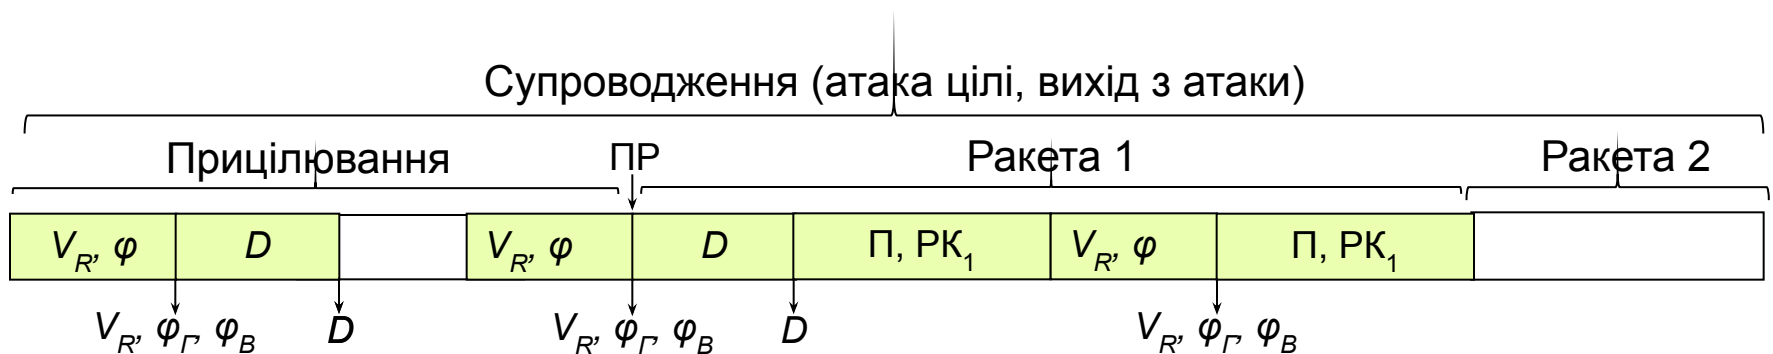 Супроводження (атака цілі, вихід з атаки)
Прицілювання ПР Ракета 1 Ракета 2
V_R, φ D V_R, φ D П, РК_1 V_R, φ П, РК_1
V_R, φ_Г, φ_В D V_R, φ_Г, φ_В D V_R, φ_Г, φ_В